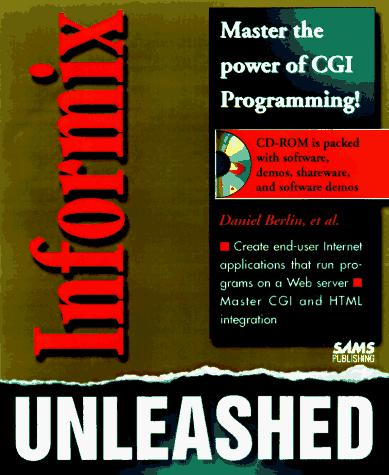 Informix
Master the
power of CGI
Programming!
CD-ROM is packed
with software,
demos, shareware,
and software demos
Daniel Berlin, et al.
■ Create end-user Internet
applications that run pro-
grams on a Web server ■
Master CGI and HTML
integration
SAMS
PUBLISHING
UNLEASHED